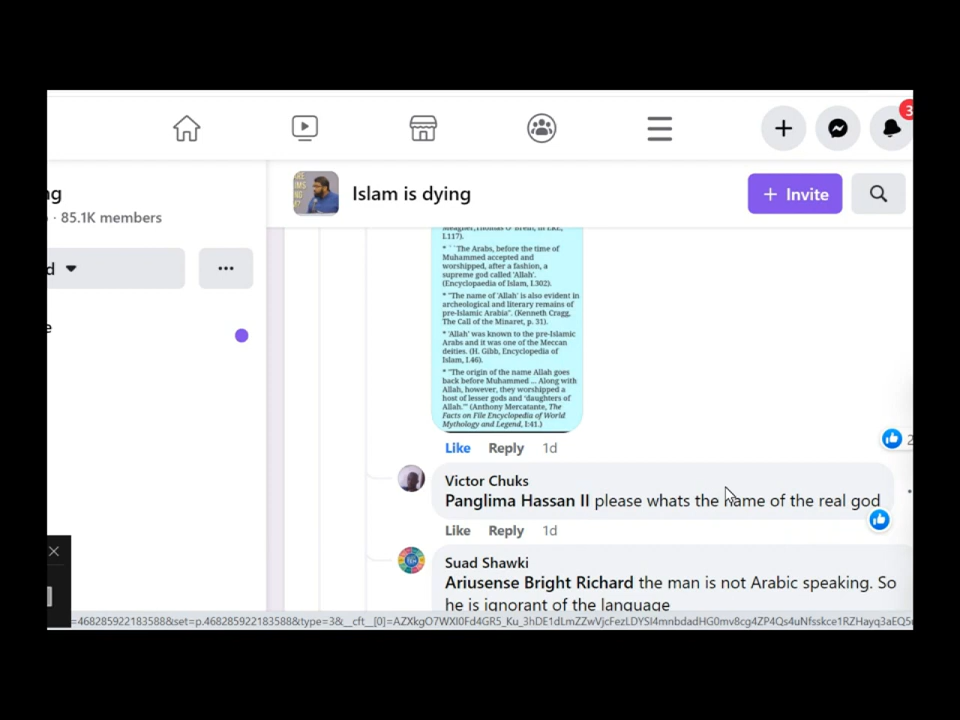 3
ng
Islam is dying
+ Invite
· 85.1K members
I.117).
* ``The Arabs, before the time of
Muhammed accepted and
worshipped, after a fashion, a
supreme god called 'Allah'.
(Encyclopaedia of Islam, I.302).
* "The name of 'Allah' is also evident in
archeological and literary remains of
pre-Islamic Arabia". (Kenneth Cragg,
The Call of the Minaret, p. 31).
* 'Allah' was known to the pre-Islamic
Arabs and it was one of the Meccan
deities. (H. Gibb, Encyclopedia of
Islam, I.46).
* "The origin of the name Allah goes
back before Muhammed ... Along with
Allah, however, they worshipped a
host of lesser gods and 'daughters of
Allah.'" (Anthony Mercatante, The
Facts on File Encyclopedia of World
Mythology and Legend, I:41.)
Like Reply 1d
2
Victor Chuks
Panglima Hassan II please whats the name of the real god
Like Reply 1d
Suad Shawki
Ariusense Bright Richard the man is not Arabic speaking. So
he is ignorant of the language